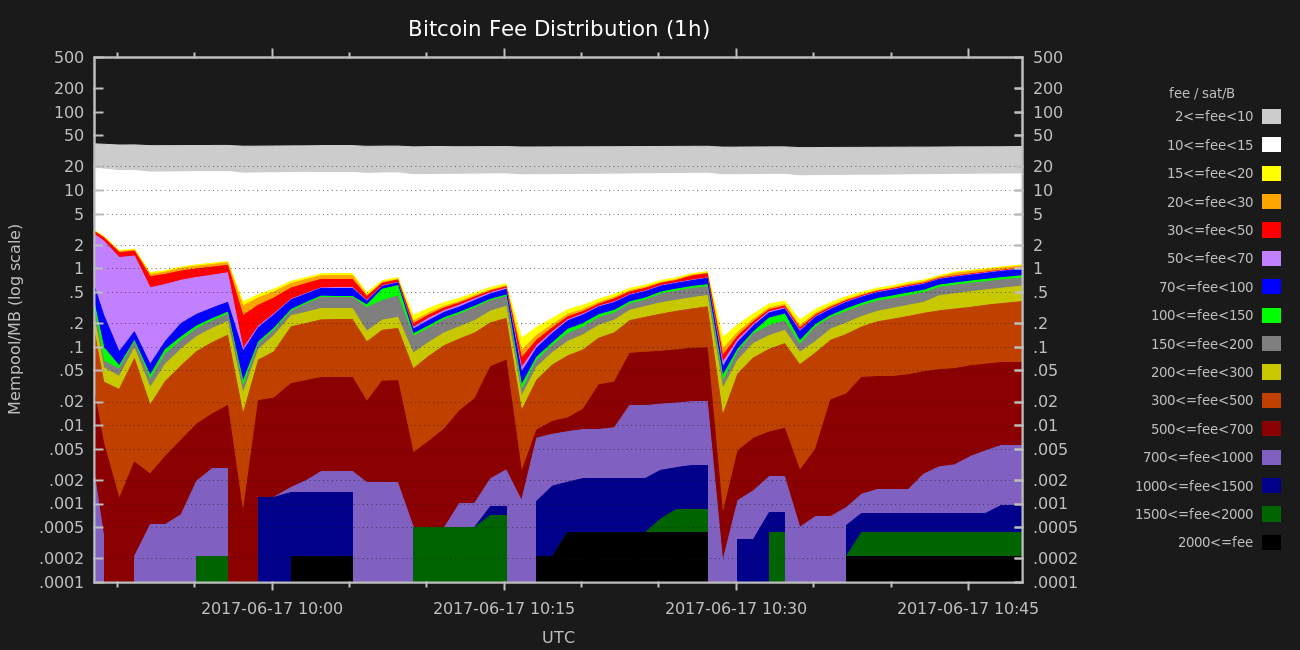 Bitcoin Fee Distribution (1h)
Mempool/MB (log scale)
500
200
100
50
20
10
5
2
1
.5
.2
.1
.05
.02
.01
.005
.002
.001
.0005
.0002
.0001
500
200
100
50
20
10
5
2
1
.5
.2
.1
.05
.02
.01
.005
.002
.001
.0005
.0002
.0001
2017-06-17 10:00
2017-06-17 10:15
2017-06-17 10:30
2017-06-17 10:45
UTC
fee / sat/B
2<=fee<10
10<=fee<15
15<=fee<20
20<=fee<30
30<=fee<50
50<=fee<70
70<=fee<100
100<=fee<150
150<=fee<200
200<=fee<300
300<=fee<500
500<=fee<700
700<=fee<1000
1000<=fee<1500
1500<=fee<2000
2000<=fee